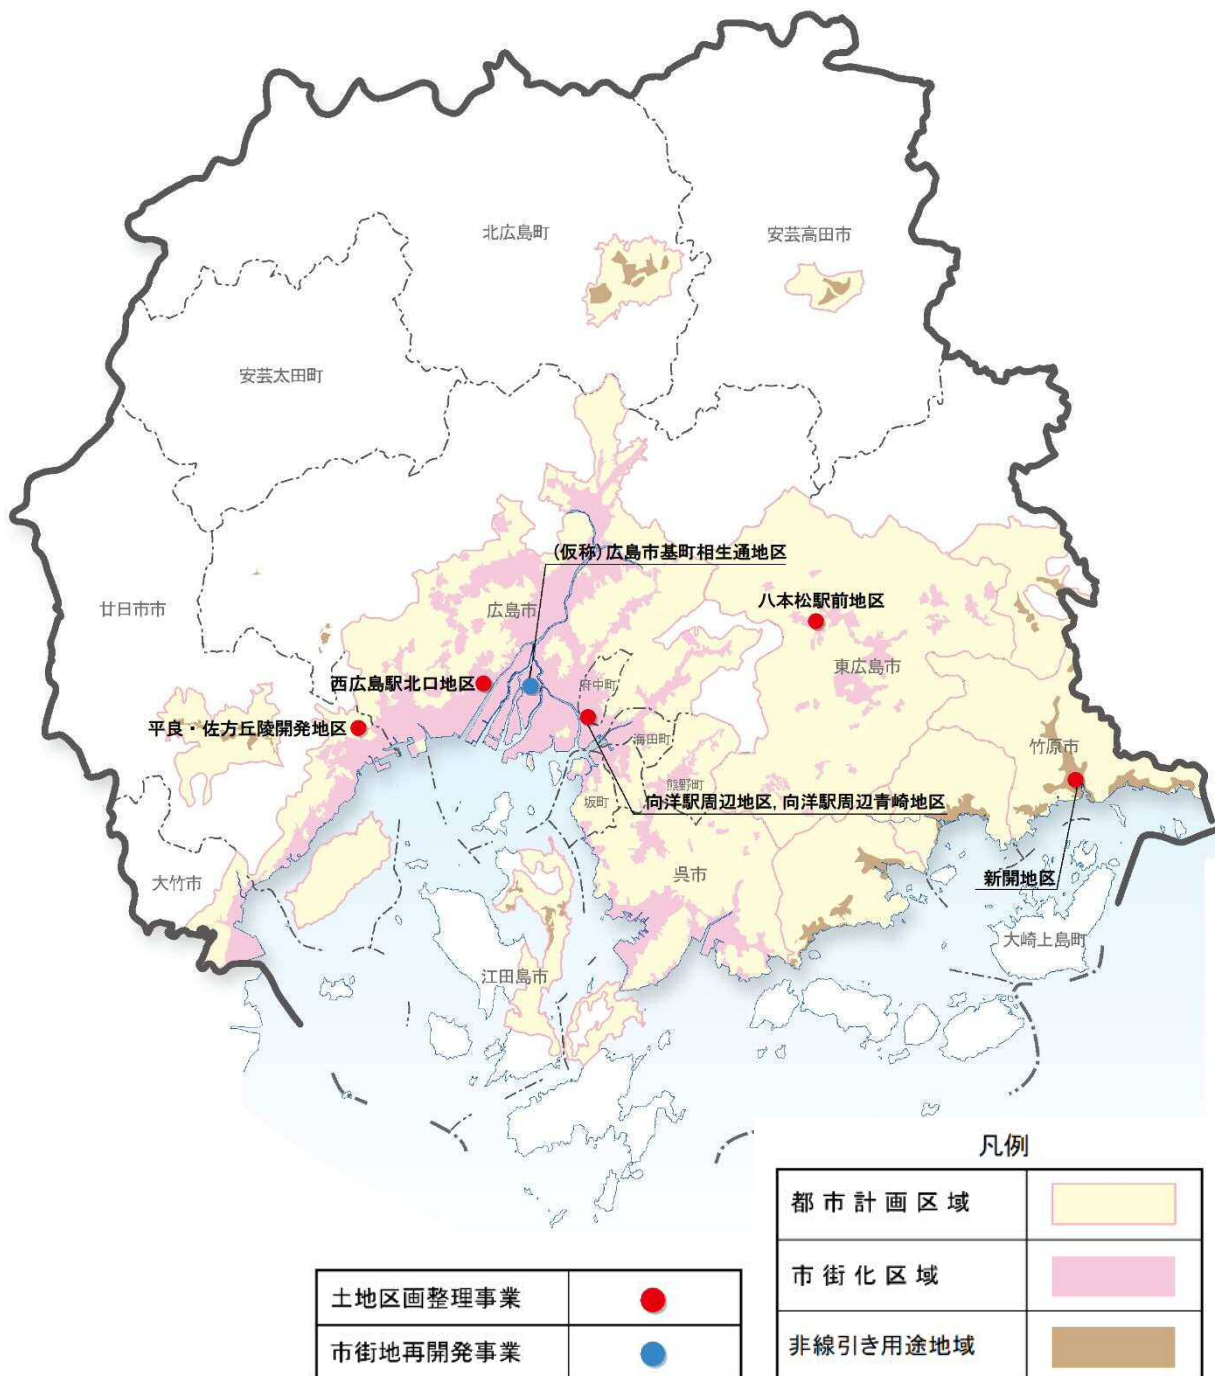 北広島町
安芸高田市
安芸太田町
(仮称)広島市基町相生通地区
廿日市市
広島市
八本松駅前地区
東広島市
西広島駅北口地区
府中町
平良・佐方丘陵開発地区
海田町
竹原市
熊野町
坂町
向洋駅周辺地区, 向洋駅周辺青崎地区
大竹市
呉市
新開地区
大崎上島町
江田島市
凡例
都市計画区域
市街化区域
非線引き用途地域
土地区画整理事業
市街地再開発事業